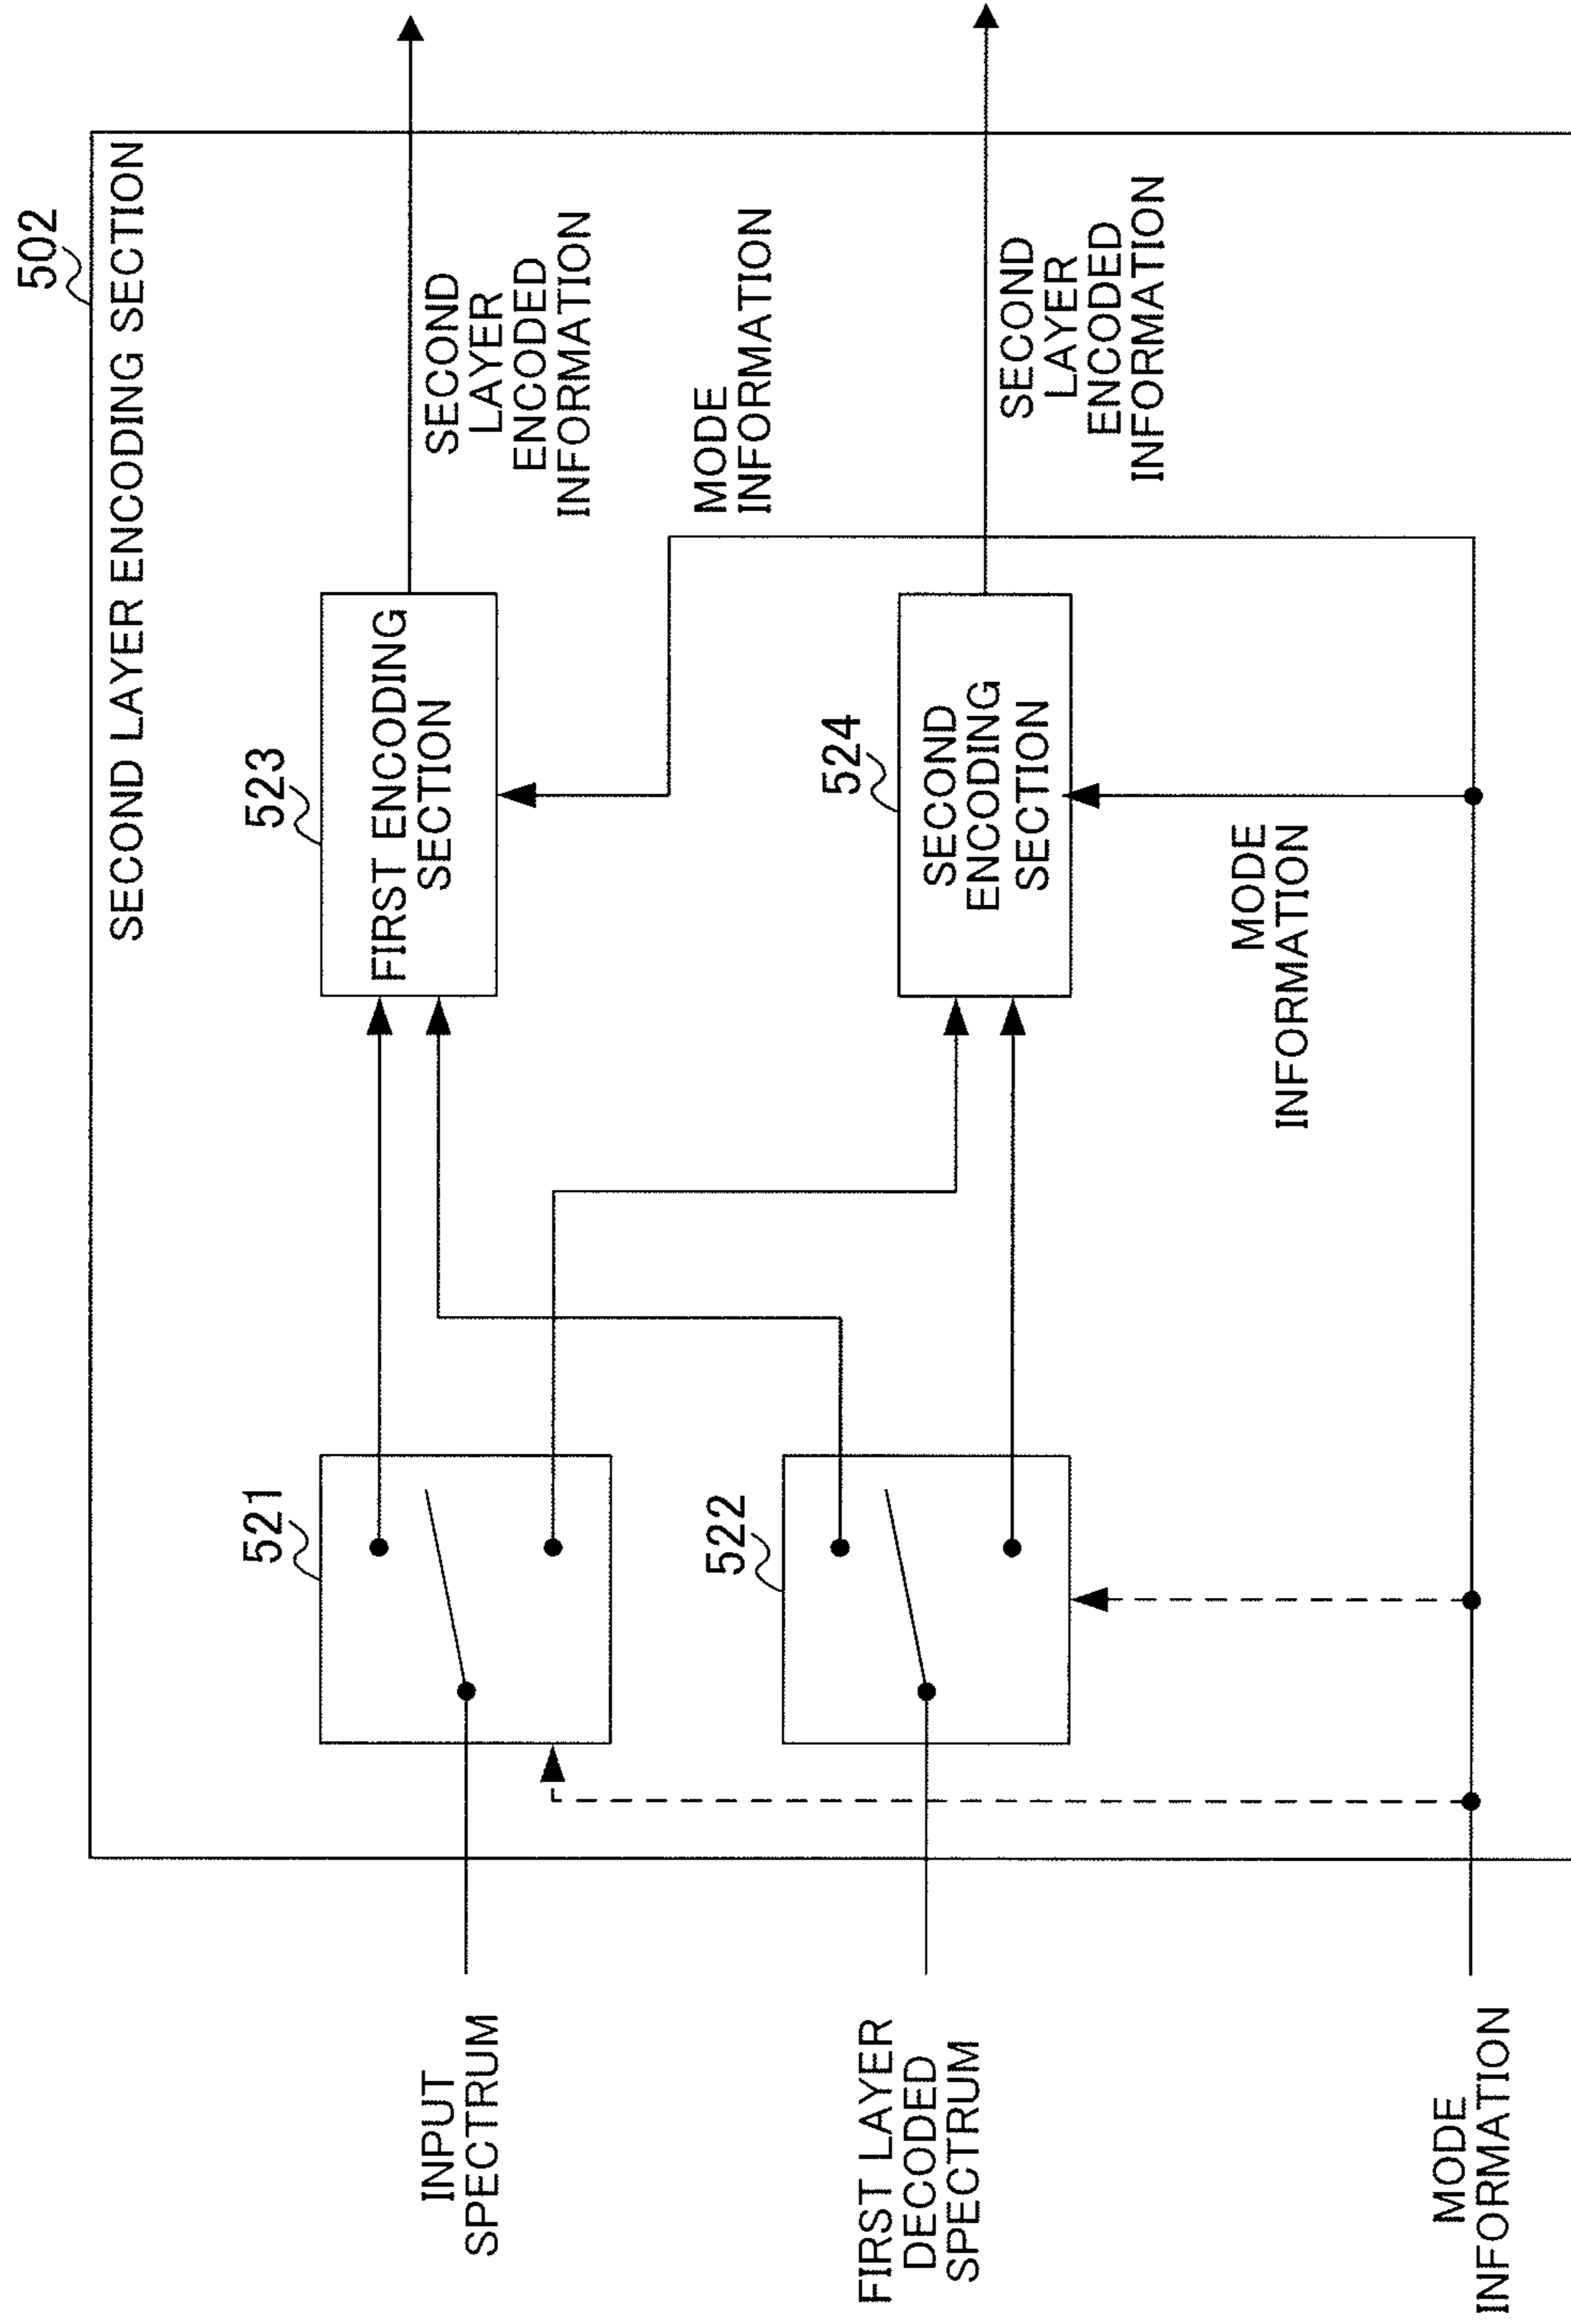 502
SECOND LAYER ENCODING SECTION
521
523
FIRST ENCODING
SECTION
SECOND
LAYER
ENCODED
INFORMATION
INPUT
SPECTRUM
MODE
INFORMATION
522
524
SECOND
ENCODING
SECTION
SECOND
LAYER
ENCODED
INFORMATION
FIRST LAYER
DECODED
SPECTRUM
MODE
INFORMATION
MODE
INFORMATION